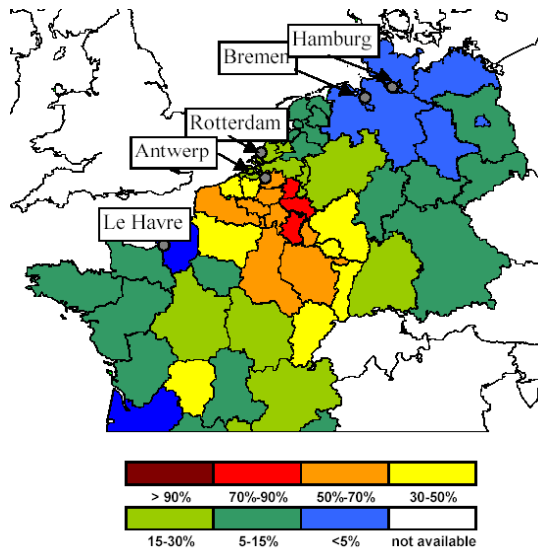 Hamburg
Bremen
Rotterdam
Antwerp
Le Havre
> 90% 70%-90% 50%-70% 30-50%
15-30% 5-15% <5% not available